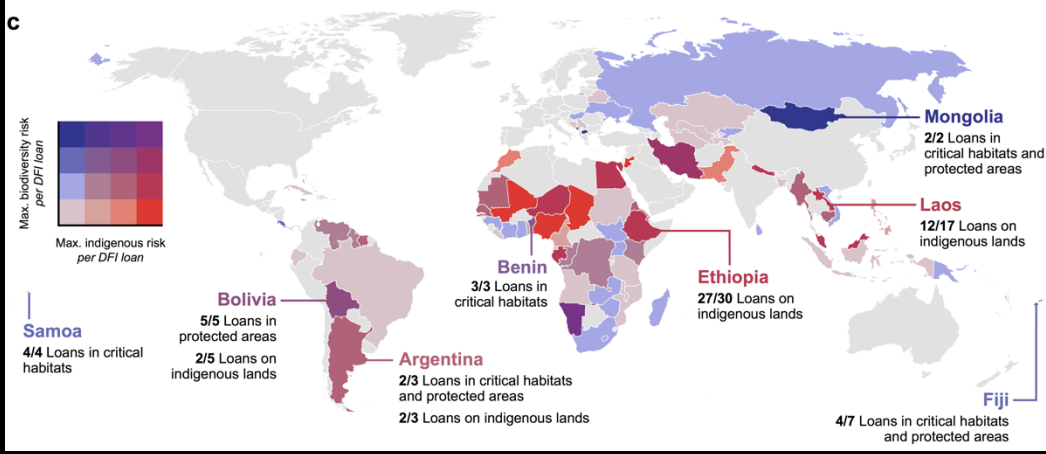 c
Max. biodiversity risk
per DFI loan
Max. indigenous risk
per DFI loan
Mongolia
2/2 Loans in
critical habitats and
protected areas
Laos
12/17 Loans on
indigenous lands
Benin
3/3 Loans in
critical habitats
Ethiopia
27/30 Loans on
indigenous lands
Bolivia
5/5 Loans in
protected areas
2/5 Loans on
indigenous lands
Samoa
4/4 Loans in critical
habitats
Argentina
2/3 Loans in critical habitats
and protected areas
2/3 Loans on indigenous lands
Fiji
4/7 Loans in critical habitats
and protected areas